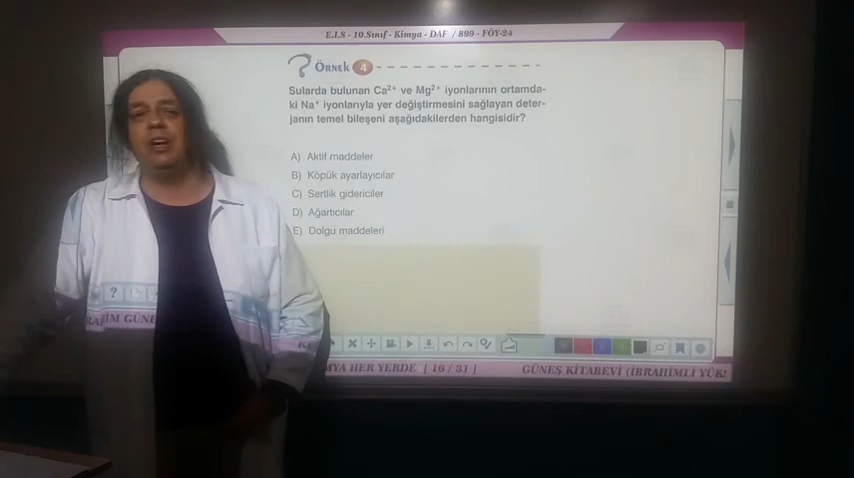 E.I.S - 10.Sınıf - Kimya - DAF / 899 - FÖY-24
ÖRNEK 4
Sularda bulunan Ca²⁺ ve Mg²⁺ iyonlarının ortamda-
ki Na⁺ iyonlarıyla yer değiştirmesini sağlayan deter-
janın temel bileşeni aşağıdakilerden hangisidir?
A) Aktif maddeler
B) Köpük ayarlayıcılar
C) Sertlik gidericiler
D) Ağartıcılar
E) Dolgu maddeleri
MYA HER YERDE [ 16 / 31 ] GÜNEŞ KİTABEVİ (İBRAHİMLİ YÜK